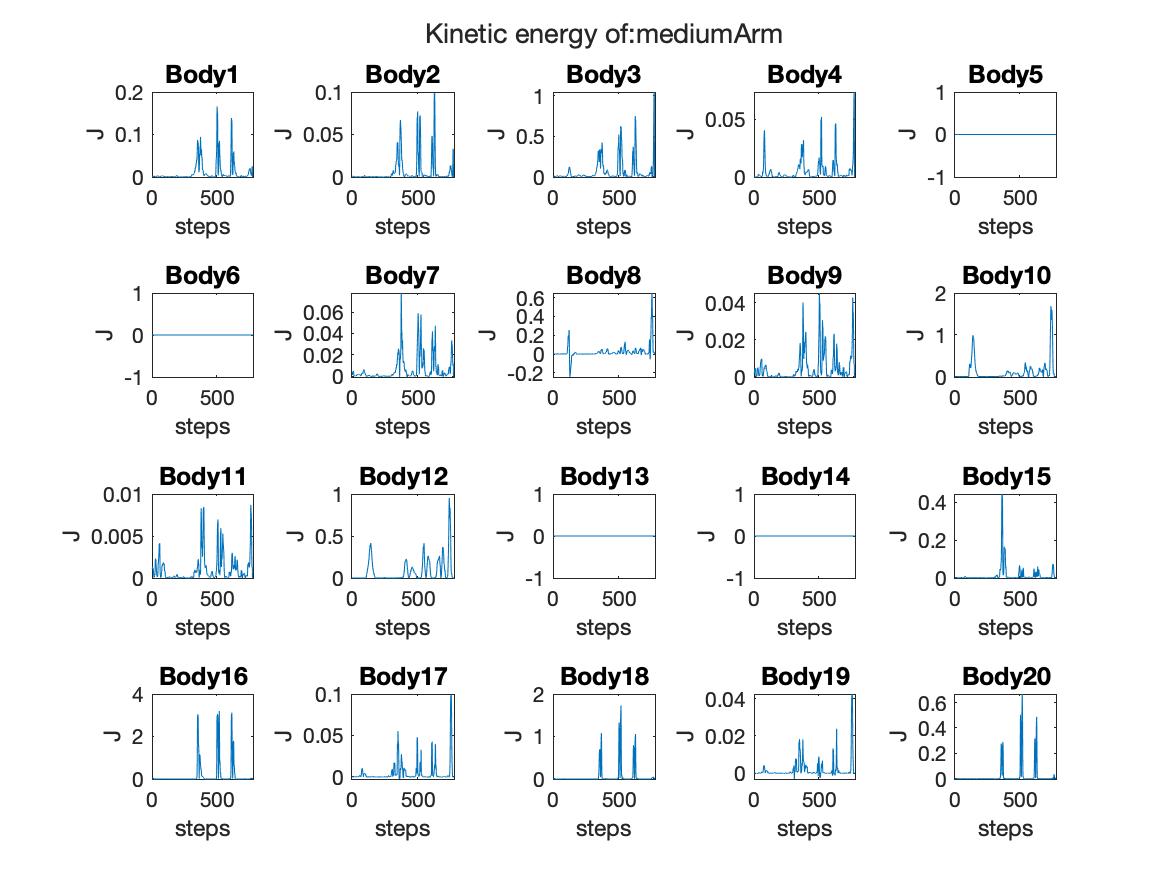 Kinetic energy of:mediumArm
Body1 Body2 Body3 Body4 Body5
0.2 0.1 0 J 0 500 steps
0.1 0.05 0 J 0 500 steps
1 0.5 0 J 0 500 steps
0.05 0 J 0 500 steps
1 0 -1 J 0 500 steps
Body6 Body7 Body8 Body9 Body10
1 0 -1 J 0 500 steps
0.06 0.04 0.02 0 J 0 500 steps
0.6 0.4 0.2 0 -0.2 J 0 500 steps
0.04 0.02 0 J 0 500 steps
2 1 0 J 0 500 steps
Body11 Body12 Body13 Body14 Body15
0.01 0.005 0 J 0 500 steps
1 0.5 0 J 0 500 steps
1 0 -1 J 0 500 steps
1 0 -1 J 0 500 steps
0.4 0.2 0 J 0 500 steps
Body16 Body17 Body18 Body19 Body20
4 2 0 J 0 500 steps
0.1 0.05 0 J 0 500 steps
2 1 0 J 0 500 steps
0.04 0.02 0 J 0 500 steps
0.6 0.4 0.2 0 J 0 500 steps